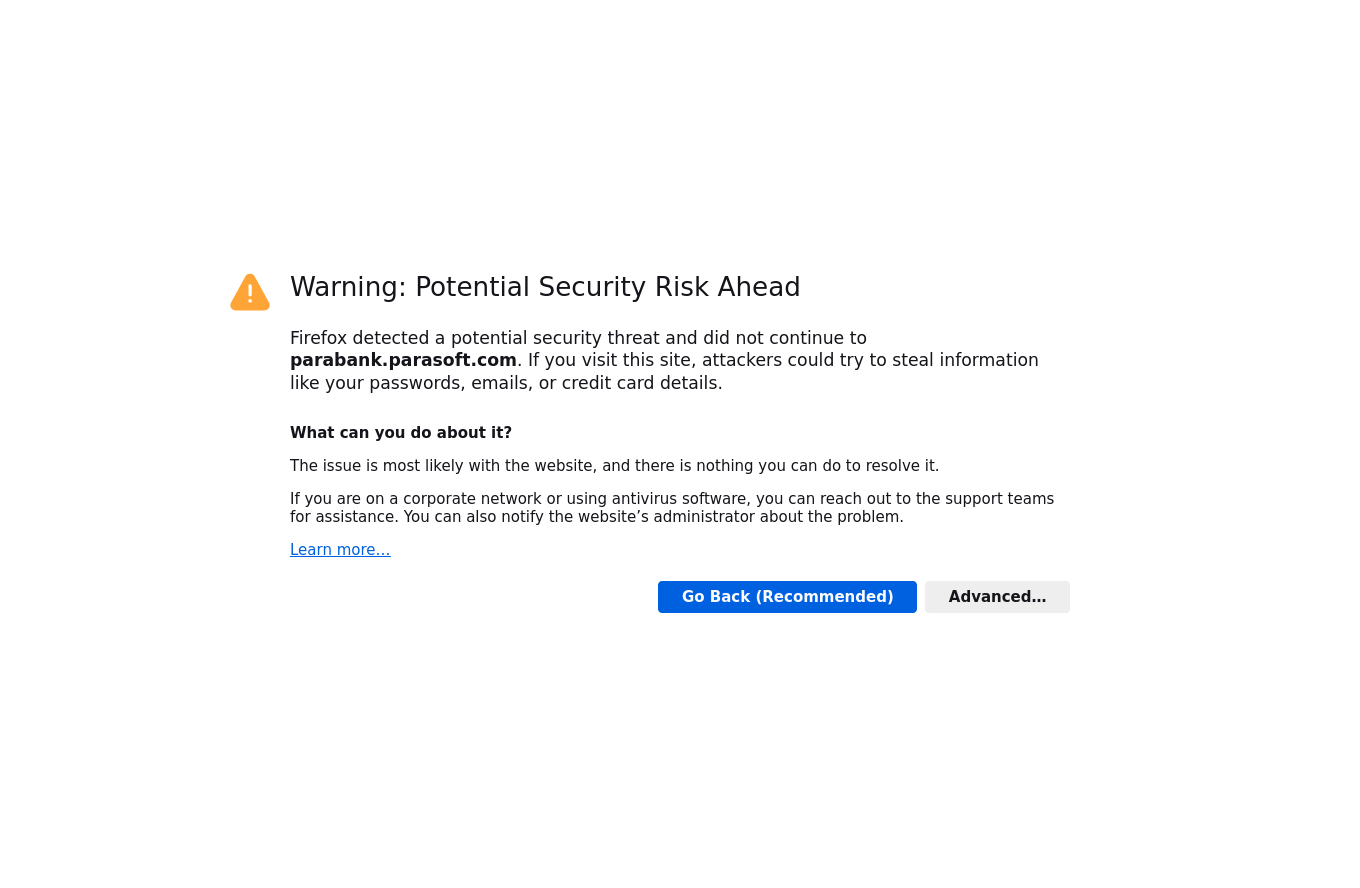 Warning: Potential Security Risk Ahead
Firefox detected a potential security threat and did not continue to
parabank.parasoft.com. If you visit this site, attackers could try to steal information
like your passwords, emails, or credit card details.
What can you do about it?
The issue is most likely with the website, and there is nothing you can do to resolve it.
If you are on a corporate network or using antivirus software, you can reach out to the support teams
for assistance. You can also notify the website’s administrator about the problem.
Learn more…
Go Back (Recommended) Advanced…